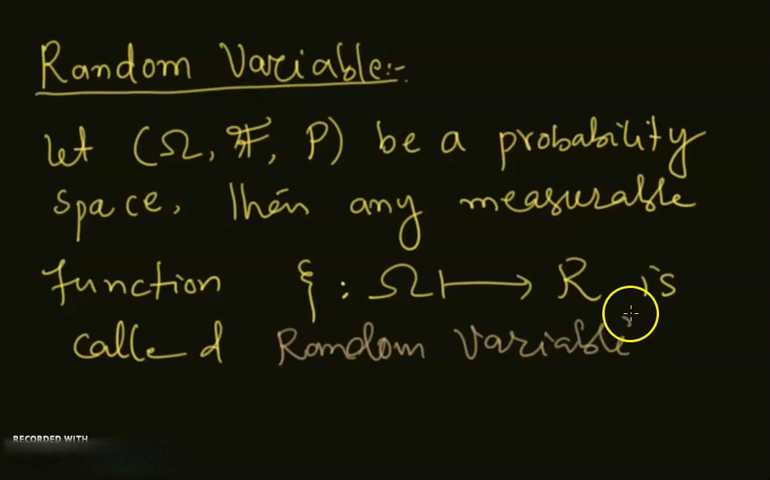 Random Variable:-
let (Ω, ℱ, P) be a probability
space. Then any measurable
function ξ : Ω ⟼ R is
called Random Variable
RECORDED WITH